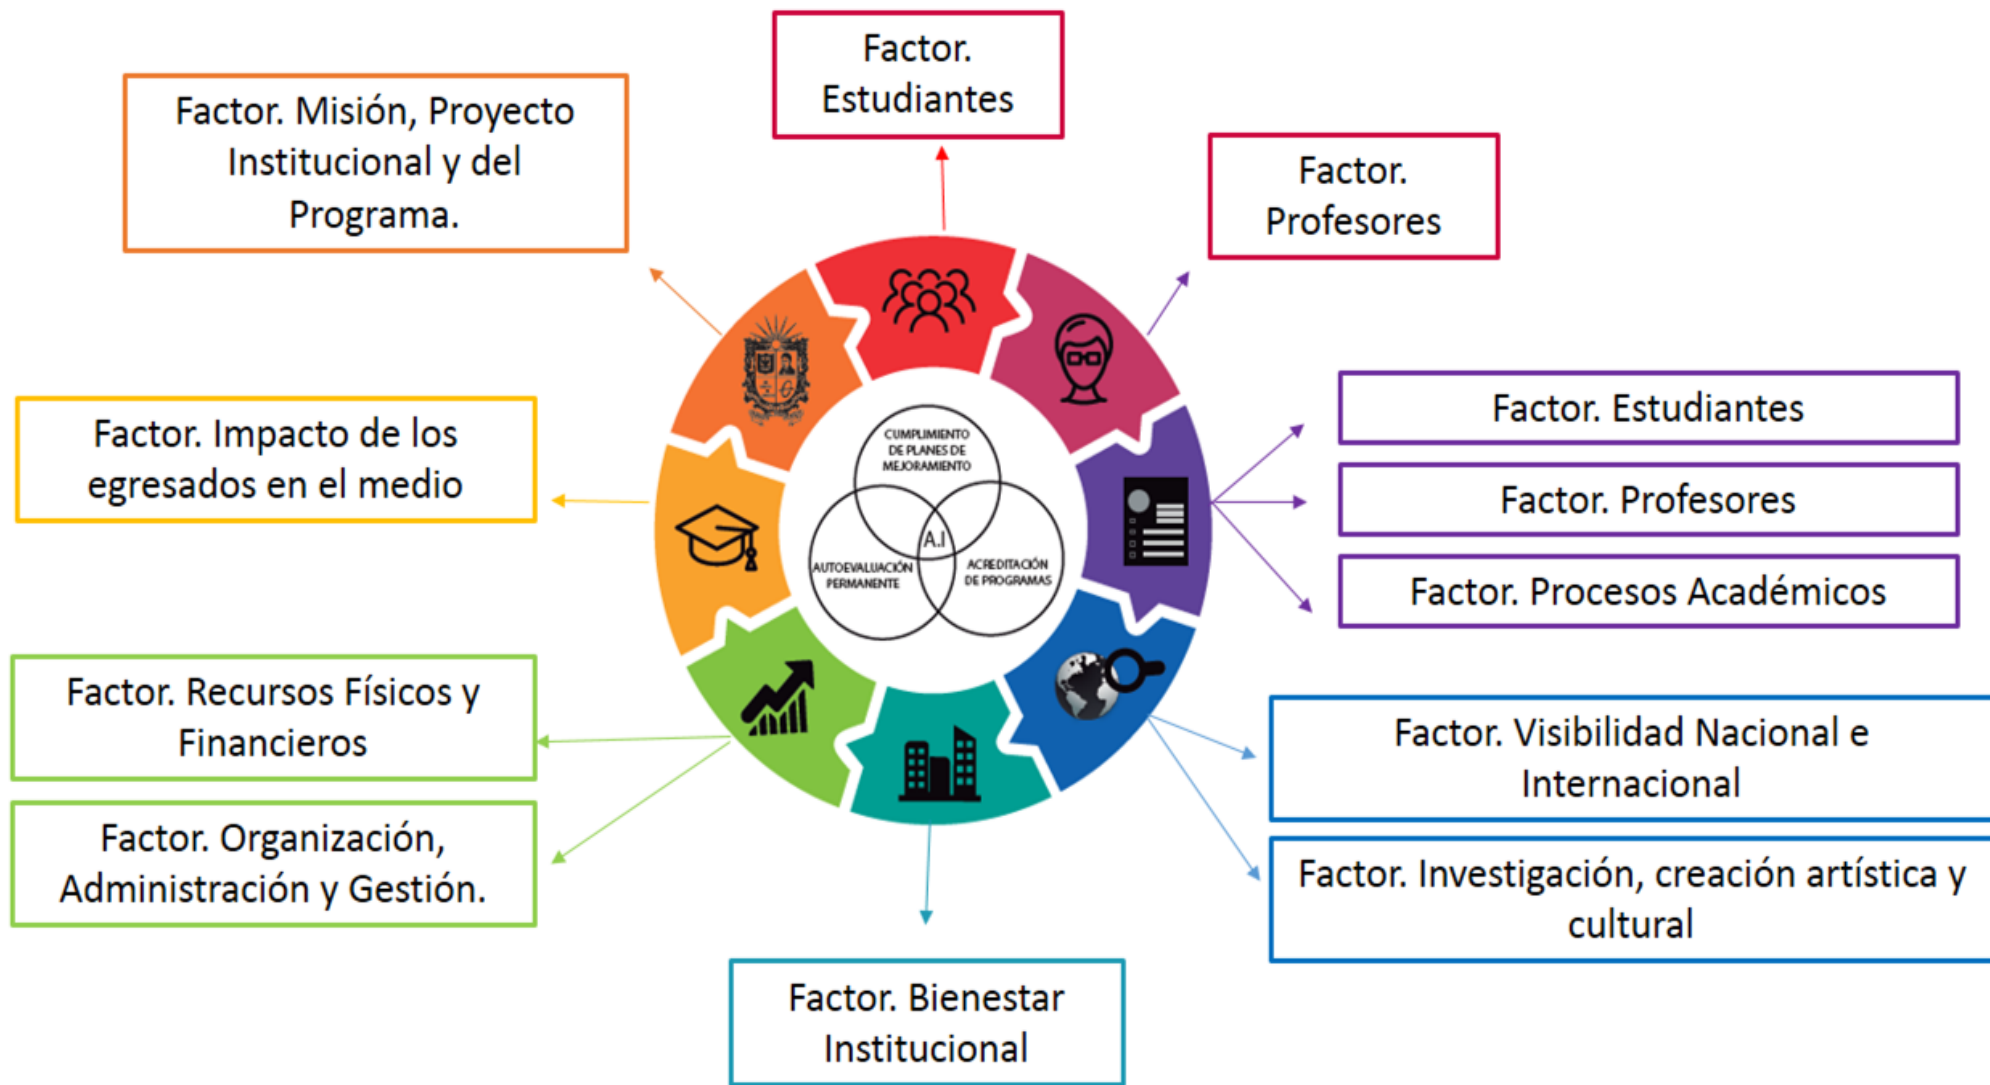 Factor.
Estudiantes
Factor. Misión, Proyecto
Institucional y del
Programa.
Factor.
Profesores
Factor. Impacto de los
egresados en el medio
Factor. Estudiantes
Factor. Profesores
Factor. Procesos Académicos
CUMPLIMIENTO
DE PLANES DE
MEJORAMIENTO
A.I
AUTOEVALUACIÓN
PERMANENTE
ACREDITACIÓN
DE PROGRAMAS
Factor. Recursos Físicos y
Financieros
Factor. Organización,
Administración y Gestión.
Factor. Visibilidad Nacional e
Internacional
Factor. Investigación, creación artística y
cultural
Factor. Bienestar
Institucional